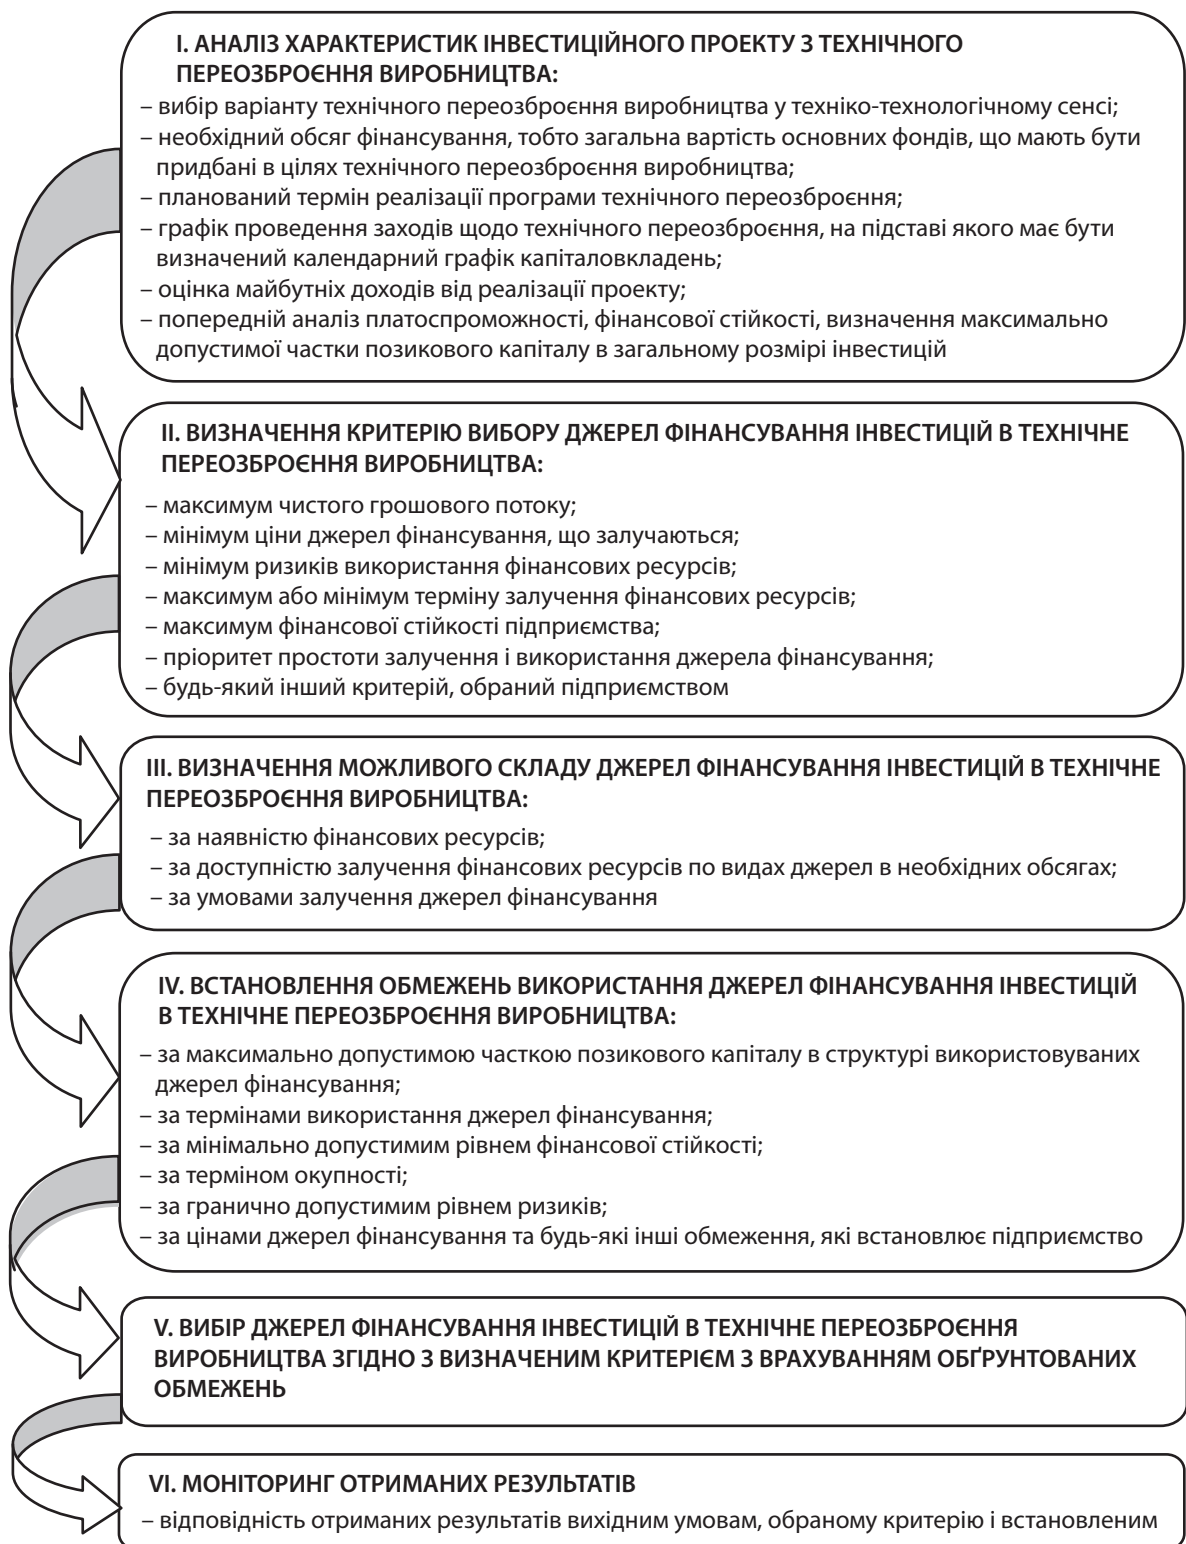 І. АНАЛІЗ ХАРАКТЕРИСТИК ІНВЕСТИЦІЙНОГО ПРОЕКТУ З ТЕХНІЧНОГО
ПЕРЕОЗБРОЄННЯ ВИРОБНИЦТВА:
– вибір варіанту технічного переозброєння виробництва у техніко-технологічному сенсі;
– необхідний обсяг фінансування, тобто загальна вартість основних фондів, що мають бути
придбані в цілях технічного переозброєння виробництва;
– планований термін реалізації програми технічного переозброєння;
– графік проведення заходів щодо технічного переозброєння, на підставі якого має бути
визначений календарний графік капіталовкладень;
– оцінка майбутніх доходів від реалізації проекту;
– попередній аналіз платоспроможності, фінансової стійкості, визначення максимально
допустимої частки позикового капіталу в загальному розмірі інвестицій
ІІ. ВИЗНАЧЕННЯ КРИТЕРІЮ ВИБОРУ ДЖЕРЕЛ ФІНАНСУВАННЯ ІНВЕСТИЦІЙ В ТЕХНІЧНЕ
ПЕРЕОЗБРОЄННЯ ВИРОБНИЦТВА:
– максимум чистого грошового потоку;
– мінімум ціни джерел фінансування, що залучаються;
– мінімум ризиків використання фінансових ресурсів;
– максимум або мінімум терміну залучення фінансових ресурсів;
– максимум фінансової стійкості підприємства;
– пріоритет простоти залучення і використання джерела фінансування;
– будь-який інший критерій, обраний підприємством
ІІІ. ВИЗНАЧЕННЯ МОЖЛИВОГО СКЛАДУ ДЖЕРЕЛ ФІНАНСУВАННЯ ІНВЕСТИЦІЙ В ТЕХНІЧНЕ
ПЕРЕОЗБРОЄННЯ ВИРОБНИЦТВА:
– за наявністю фінансових ресурсів;
– за доступністю залучення фінансових ресурсів по видах джерел в необхідних обсягах;
– за умовами залучення джерел фінансування
IV. ВСТАНОВЛЕННЯ ОБМЕЖЕНЬ ВИКОРИСТАННЯ ДЖЕРЕЛ ФІНАНСУВАННЯ ІНВЕСТИЦІЙ
В ТЕХНІЧНЕ ПЕРЕОЗБРОЄННЯ ВИРОБНИЦТВА:
– за максимально допустимою часткою позикового капіталу в структурі використовуваних
джерел фінансування;
– за термінами використання джерел фінансування;
– за мінімально допустимим рівнем фінансової стійкості;
– за терміном окупності;
– за гранично допустимим рівнем ризиків;
– за цінами джерел фінансування та будь-які інші обмеження, які встановлює підприємство
V. ВИБІР ДЖЕРЕЛ ФІНАНСУВАННЯ ІНВЕСТИЦІЙ В ТЕХНІЧНЕ ПЕРЕОЗБРОЄННЯ
ВИРОБНИЦТВА ЗГІДНО З ВИЗНАЧЕНИМ КРИТЕРІЄМ З ВРАХУВАННЯМ ОБҐРУНТОВАНИХ
ОБМЕЖЕНЬ
VI. МОНІТОРИНГ ОТРИМАНИХ РЕЗУЛЬТАТІВ
– відповідність отриманих результатів вихідним умовам, обраному критерію і встановленим